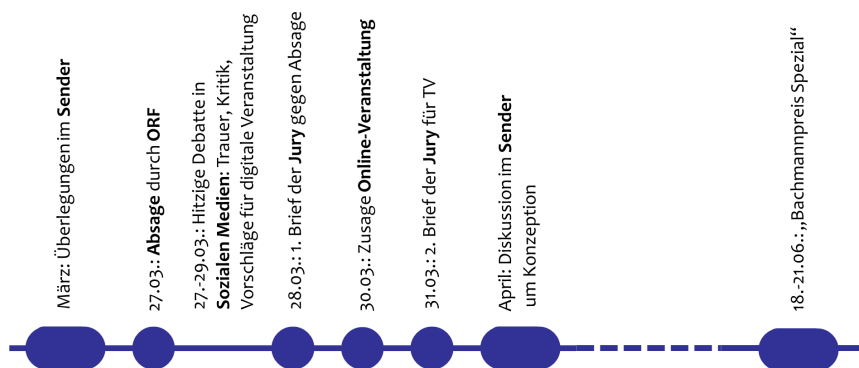 März: Überlegungen im Sender
27.03.: Absage durch ORF
27.-29.03.: Hitzige Debatte in
Sozialen Medien: Trauer, Kritik,
Vorschläge für digitale Veranstaltung
28.03.: 1. Brief der Jury gegen Absage
30.03.: Zusage Online-Veranstaltung
31.03.: 2. Brief der Jury für TV
April: Diskussion im Sender
um Konzeption
18.-21.06.: „Bachmannpreis Spezial“